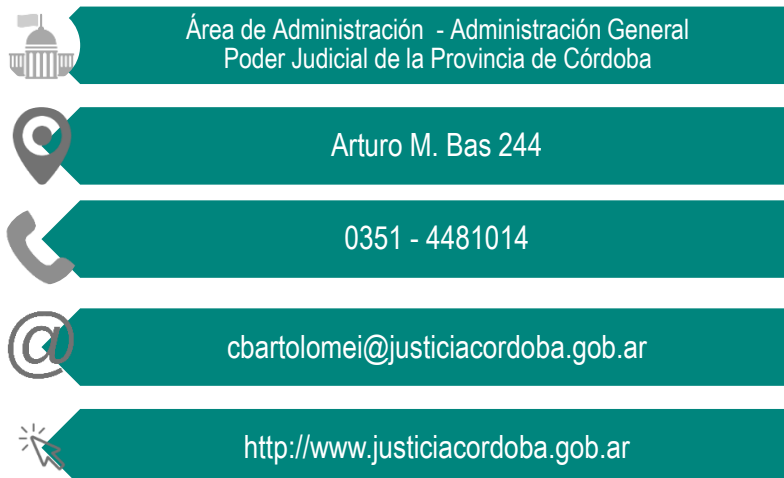 Área de Administración - Administración General
Poder Judicial de la Provincia de Córdoba
Arturo M. Bas 244
0351 - 4481014
@
cbartolomei@justiciacordoba.gob.ar
http://www.justiciacordoba.gob.ar